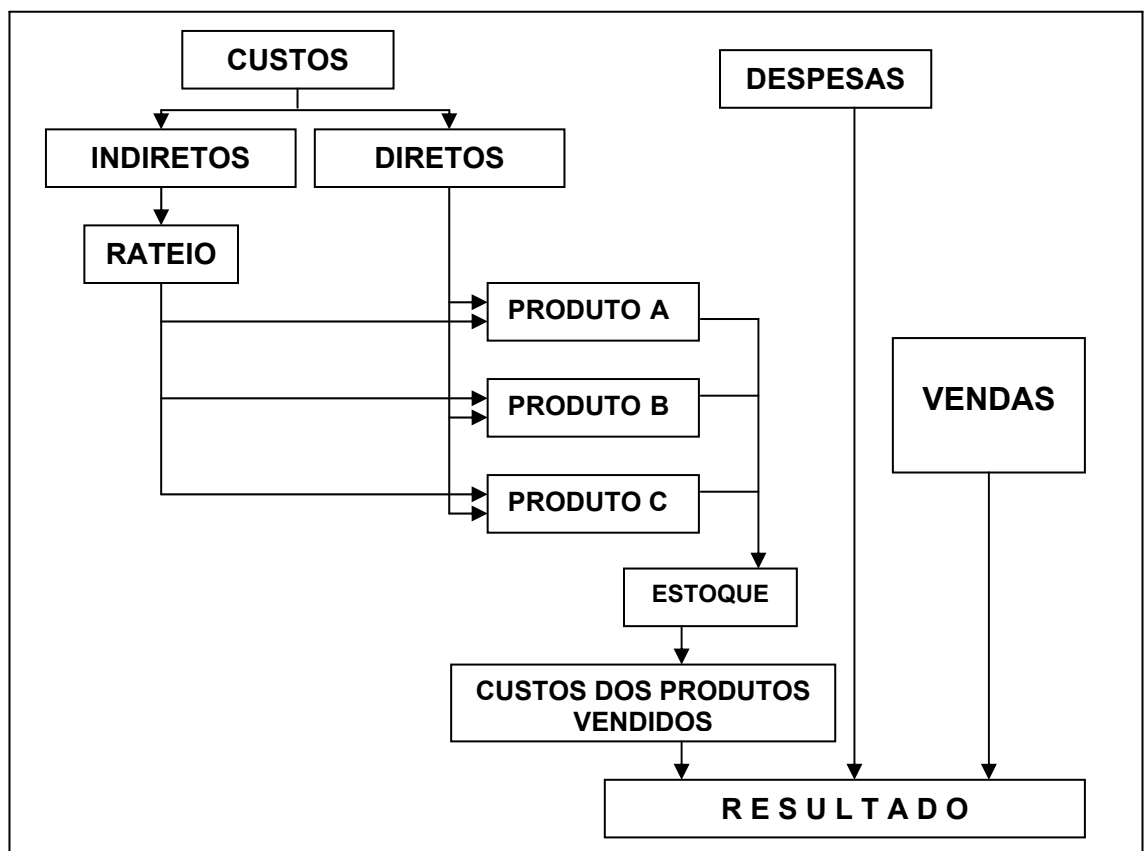 CUSTOS
DESPESAS
INDIRETOS
DIRETOS
RATEIO
PRODUTO A
PRODUTO B
VENDAS
PRODUTO C
ESTOQUE
CUSTOS DOS PRODUTOS
VENDIDOS
R E S U L T A D O